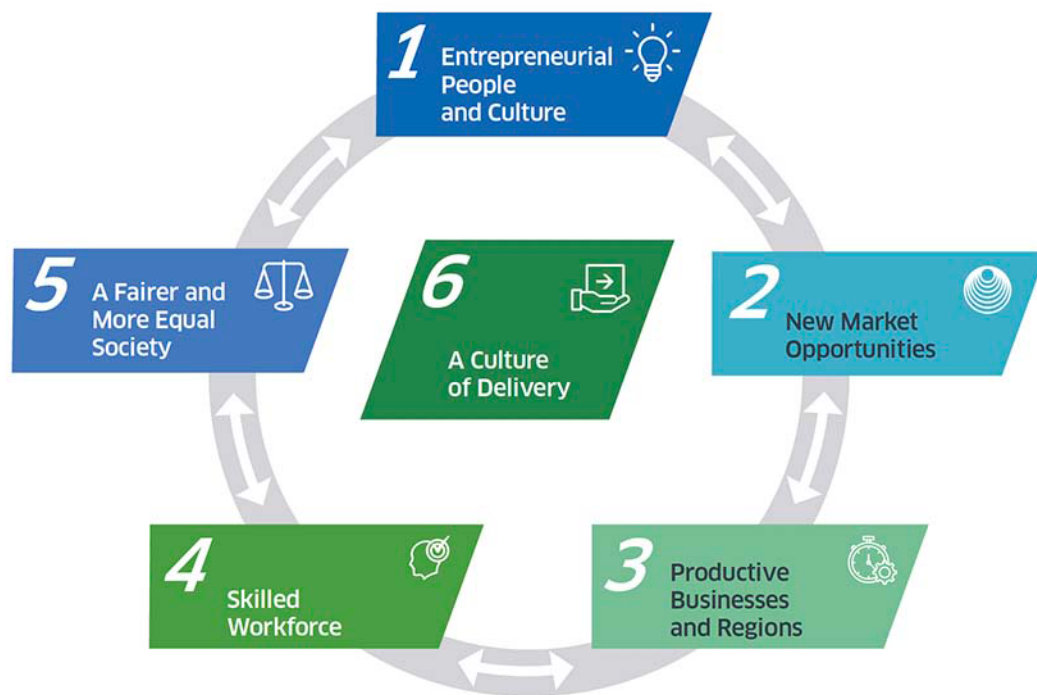 1
Entrepreneurial
People
and Culture
2
New Market
Opportunities
3
Productive
Businesses
and Regions
4
Skilled
Workforce
5
A Fairer and
More Equal
Society
6
A Culture
of Delivery